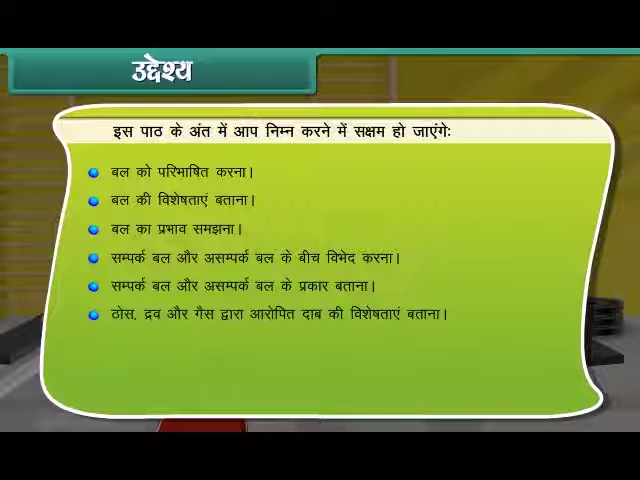 उद्देश्य
इस पाठ के अंत में आप निम्न करने में सक्षम हो जाएंगे:
बल को परिभाषित करना।
बल की विशेषताएं बताना।
बल का प्रभाव समझना।
सम्पर्क बल और असम्पर्क बल के बीच विभेद करना।
सम्पर्क बल और असम्पर्क बल के प्रकार बताना।
ठोस, द्रव और गैस द्वारा आरोपित दाब की विशेषताएं बताना।